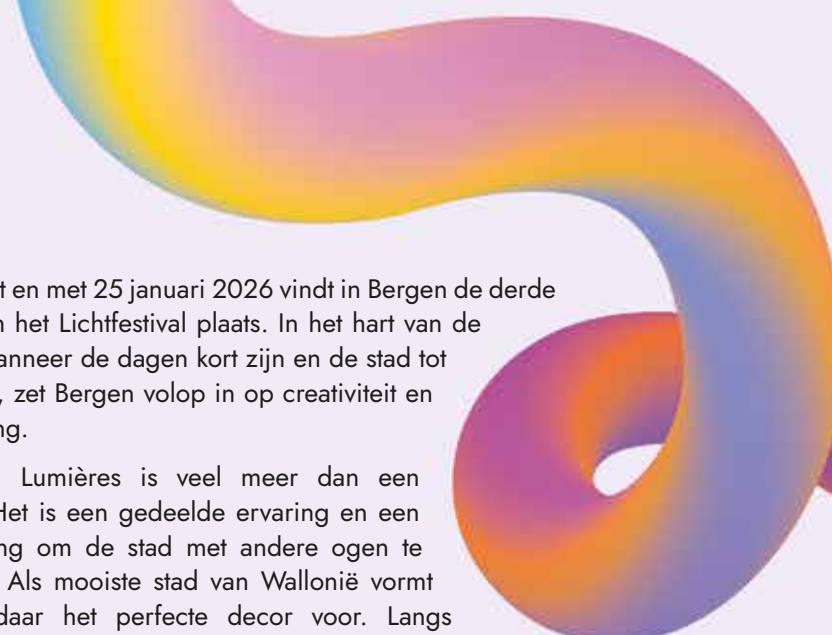 t en met 25 januari 2026 vindt in Bergen de derde
n het Lichtfestival plaats. In het hart van de
anneer de dagen kort zijn en de stad tot
, zet Bergen volop in op creativiteit en
ng.
Lumières is veel meer dan een
Het is een gedeelde ervaring en een
ng om de stad met andere ogen te
Als mooiste stad van Wallonië vormt
daar het perfecte decor voor. Langs